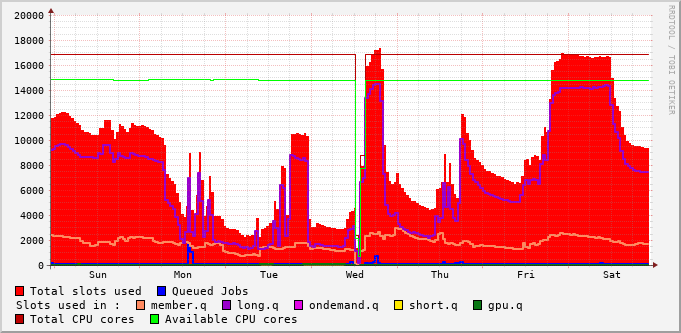 RRDTOOL / TOBI OETIKER
20000
18000
16000
14000
12000
10000
8000
6000
4000
2000
0
Sun Mon Tue Wed Thu Fri Sat
Total slots used Queued Jobs
Slots used in : member.q long.q ondemand.q short.q gpu.q
Total CPU cores Available CPU cores